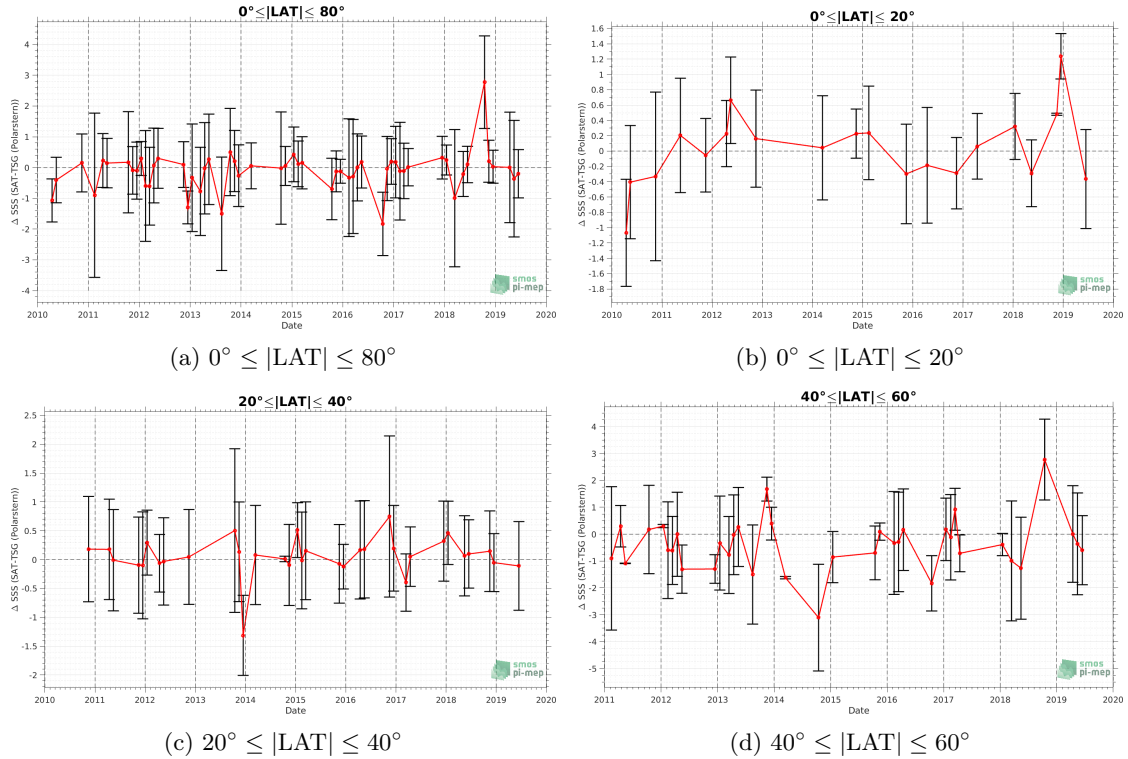 0°≤|LAT|≤ 80°
Δ SSS (SAT-TSG (Polarstern))
4
3
2
1
0
-1
-2
-3
-4
2010 2011 2012 2013 2014 2015 2016 2017 2018 2019 2020
Date
smos
pi-mep
(a) 0° ≤ |LAT| ≤ 80°
0°≤|LAT|≤ 20°
Δ SSS (SAT-TSG (Polarstern))
1.6
1.4
1.2
1
0.8
0.6
0.4
0.2
0
-0.2
-0.4
-0.6
-0.8
-1
-1.2
-1.4
-1.6
-1.8
2010 2011 2012 2013 2014 2015 2016 2017 2018 2019 2020
Date
smos
pi-mep
(b) 0° ≤ |LAT| ≤ 20°
20°≤|LAT|≤ 40°
Δ SSS (SAT-TSG (Polarstern))
2.5
2
1.5
1
0.5
0
-0.5
-1
-1.5
-2
2010 2011 2012 2013 2014 2015 2016 2017 2018 2019 2020
Date
smos
pi-mep
(c) 20° ≤ |LAT| ≤ 40°
40°≤|LAT|≤ 60°
Δ SSS (SAT-TSG (Polarstern))
4
3
2
1
0
-1
-2
-3
-4
-5
2011 2012 2013 2014 2015 2016 2017 2018 2019 2020
Date
smos
pi-mep
(d) 40° ≤ |LAT| ≤ 60°